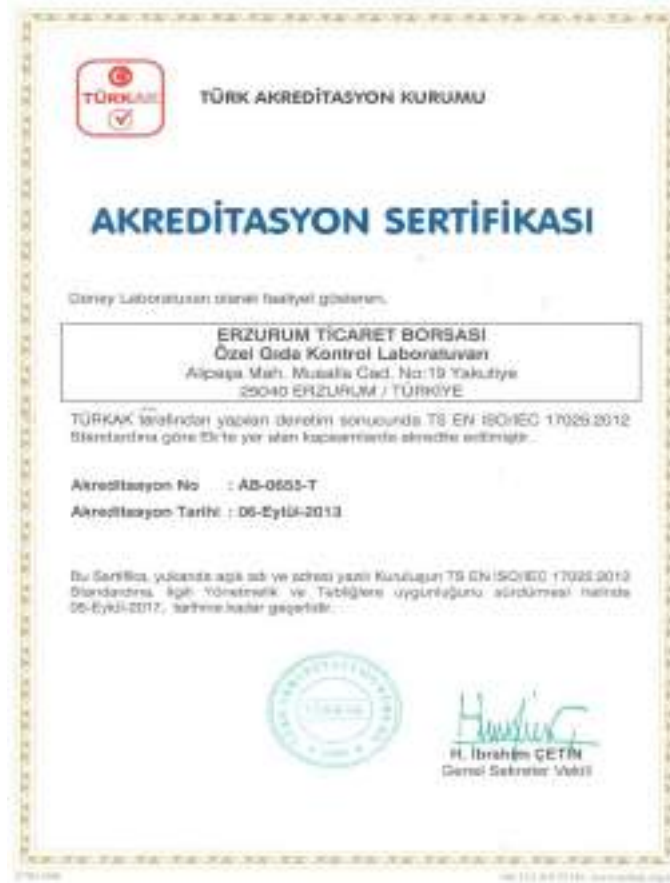 TÜRKAK
TÜRK AKREDİTASYON KURUMU
AKREDİTASYON SERTİFİKASI
Deney Laboratuvarı olarak faaliyet gösteren,
ERZURUM TİCARET BORSASI
Özel Gıda Kontrol Laboratuvarı
Alipaşa Mah. Musalla Cad. No:19 Yakutiye
25040 ERZURUM / TÜRKİYE
TÜRKAK tarafından yapılan denetim sonucunda TS EN ISO/IEC 17025:2012
Standardına göre Ek'te yer alan kapsamlarda akredite edilmiştir.
Akreditasyon No : AB-0653-T
Akreditasyon Tarihi : 06-Eylül-2013
Bu Sertifika, yukarıda açık adı ve adresi yazılı Kuruluşun TS EN ISO/IEC 17025:2012
Standardına, ilgili Yönetmelik ve Tebliğlere uygunluğunu sürdürmesi halinde
06-Eylül-2017, tarihine kadar geçerlidir.
TÜRKAK
H. İbrahim ÇETİN
Genel Sekreter Vekili